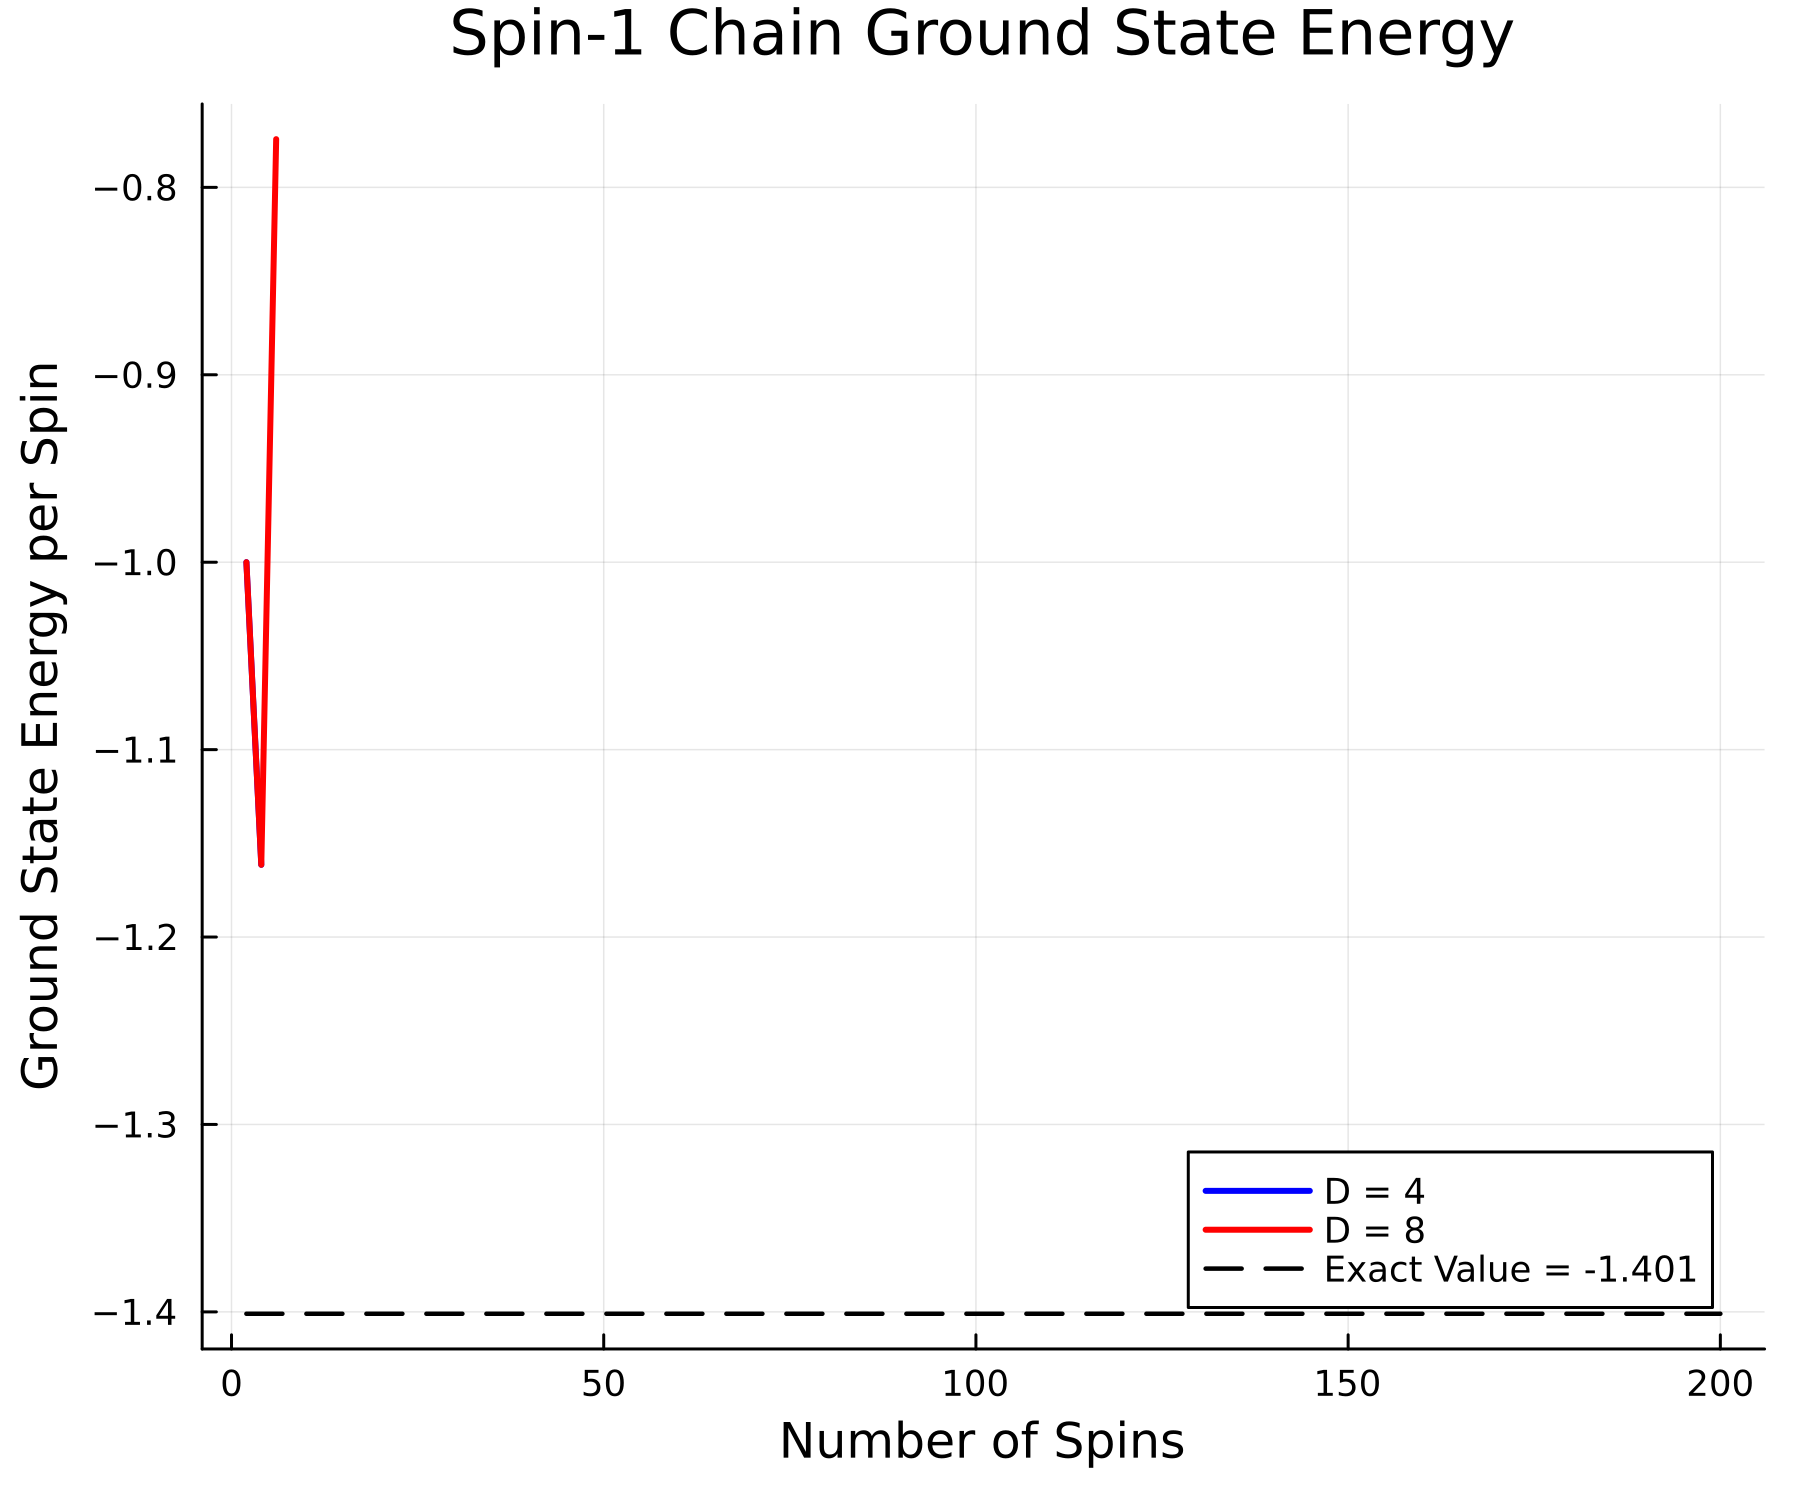 Spin-1 Chain Ground State Energy
Ground State Energy per Spin
−0.8
−0.9
−1.0
−1.1
−1.2
−1.3
−1.4
D = 4
D = 8
Exact Value = -1.401
0 50 100 150 200
Number of Spins